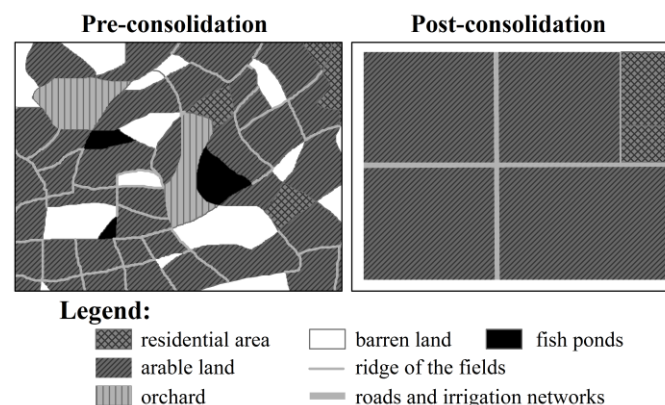 Pre-consolidation Post-consolidation
Legend:
residential area barren land fish ponds
arable land ridge of the fields
orchard roads and irrigation networks